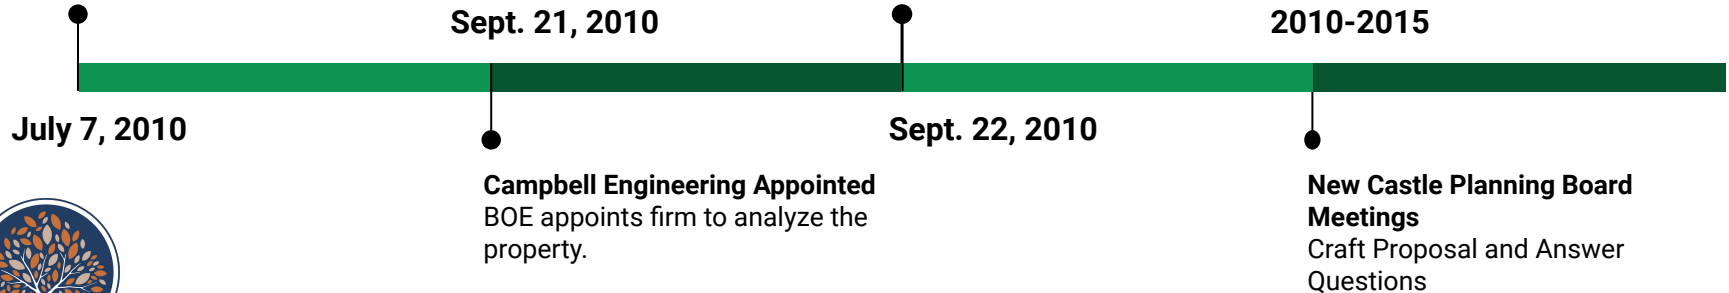 Sept. 21, 2010
2010-2015
July 7, 2010
Sept. 22, 2010
Campbell Engineering Appointed
BOE appoints firm to analyze the
property.
New Castle Planning Board
Meetings
Craft Proposal and Answer
Questions